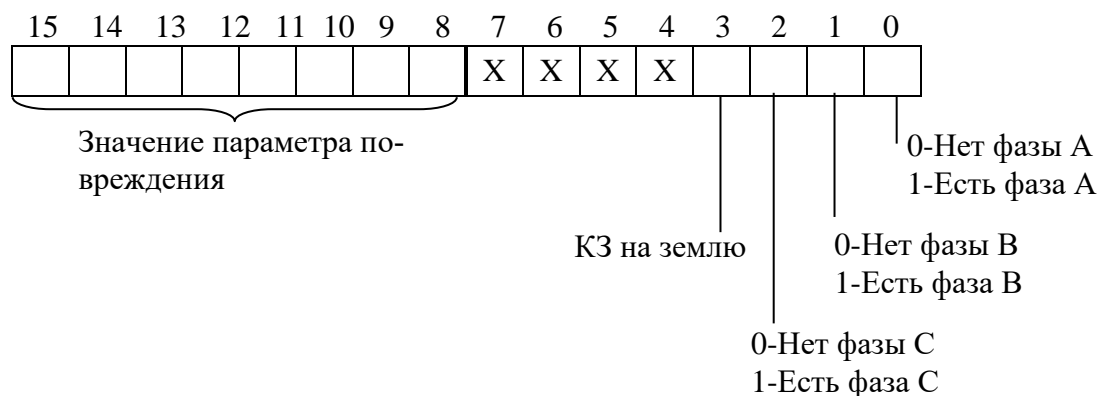 15 14 13 12 11 10 9 8 7 6 5 4 3 2 1 0
X X X X
Значение параметра по-
вреждения
0-Нет фазы А
1-Есть фаза А
КЗ на землю
0-Нет фазы В
1-Есть фаза В
0-Нет фазы С
1-Есть фаза С